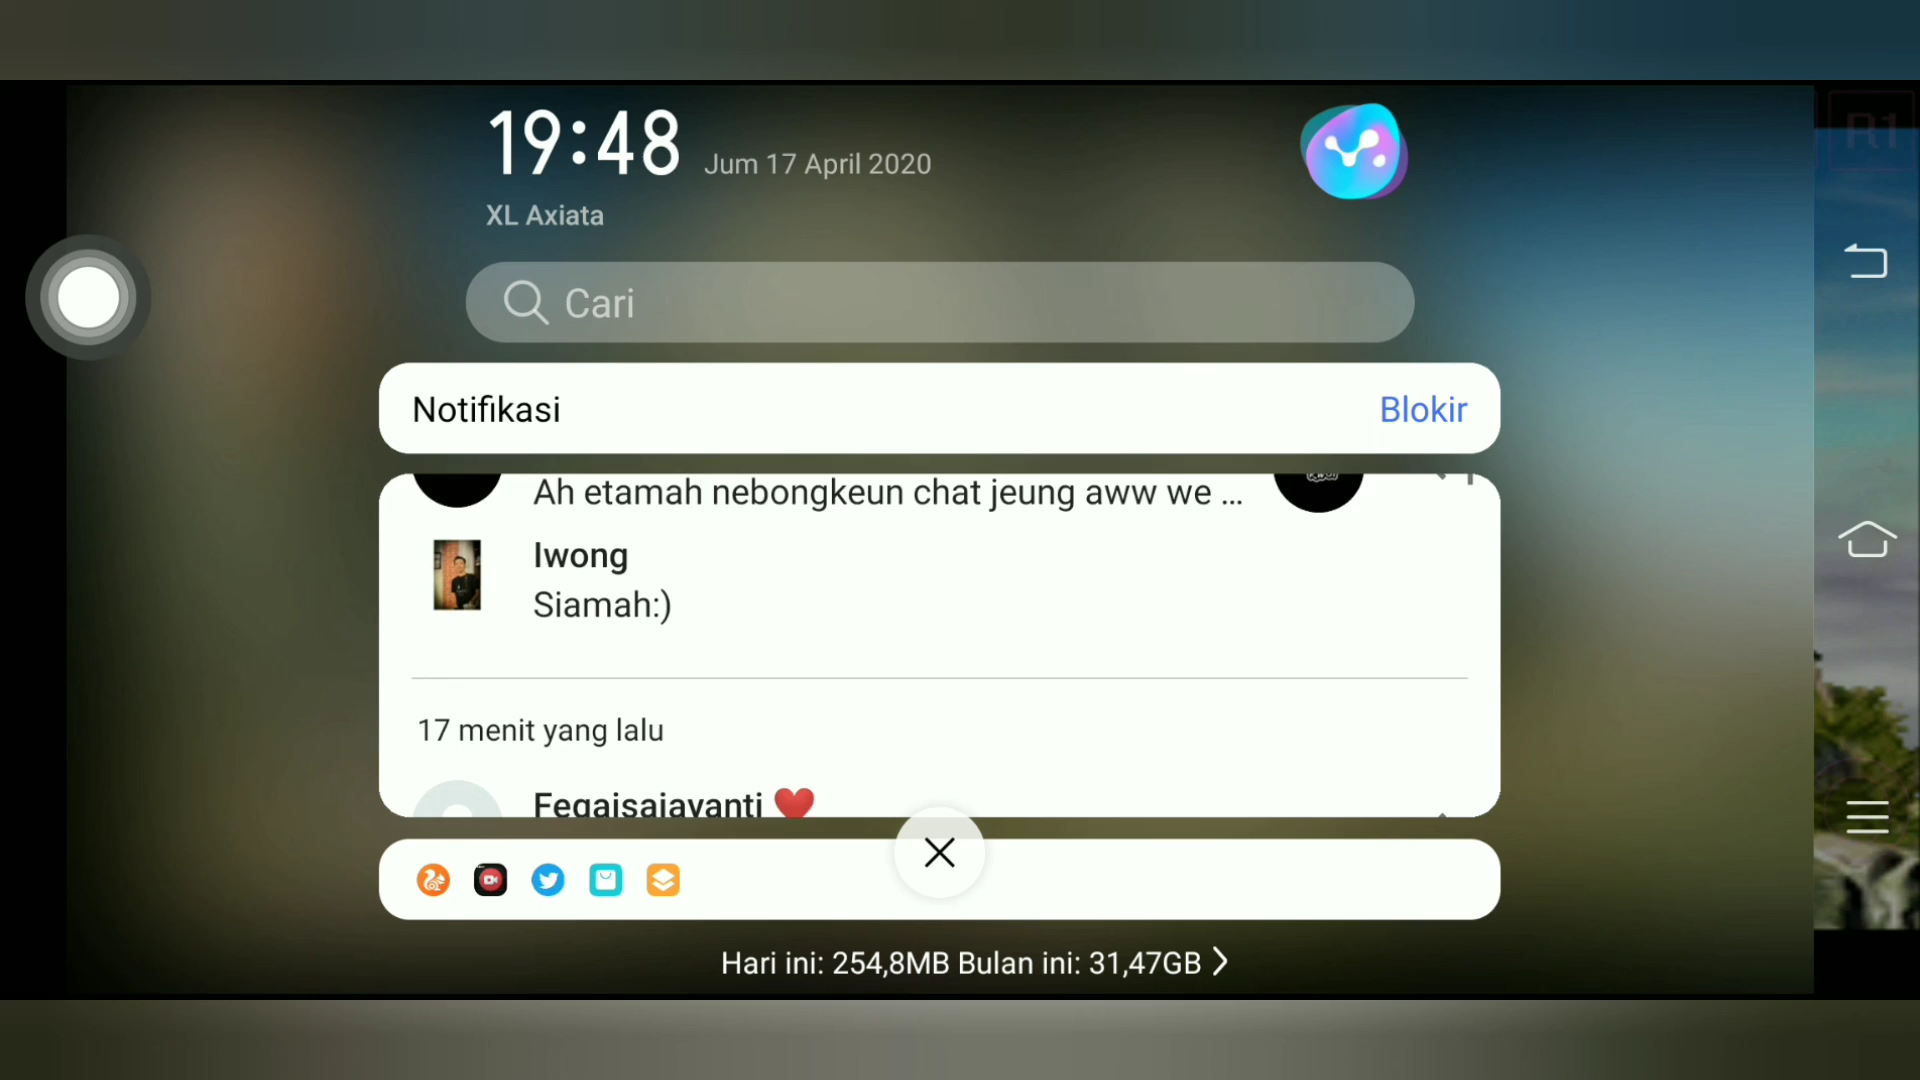 19:48
Jum 17 April 2020
XL Axiata
R1
Cari
Notifikasi
Blokir
Ah etamah nebongkeun chat jeung aww we ...
Iwong
Siamah:)
17 menit yang lalu
Fegaisajayanti ❤️
Hari ini: 254,8MB Bulan ini: 31,47GB